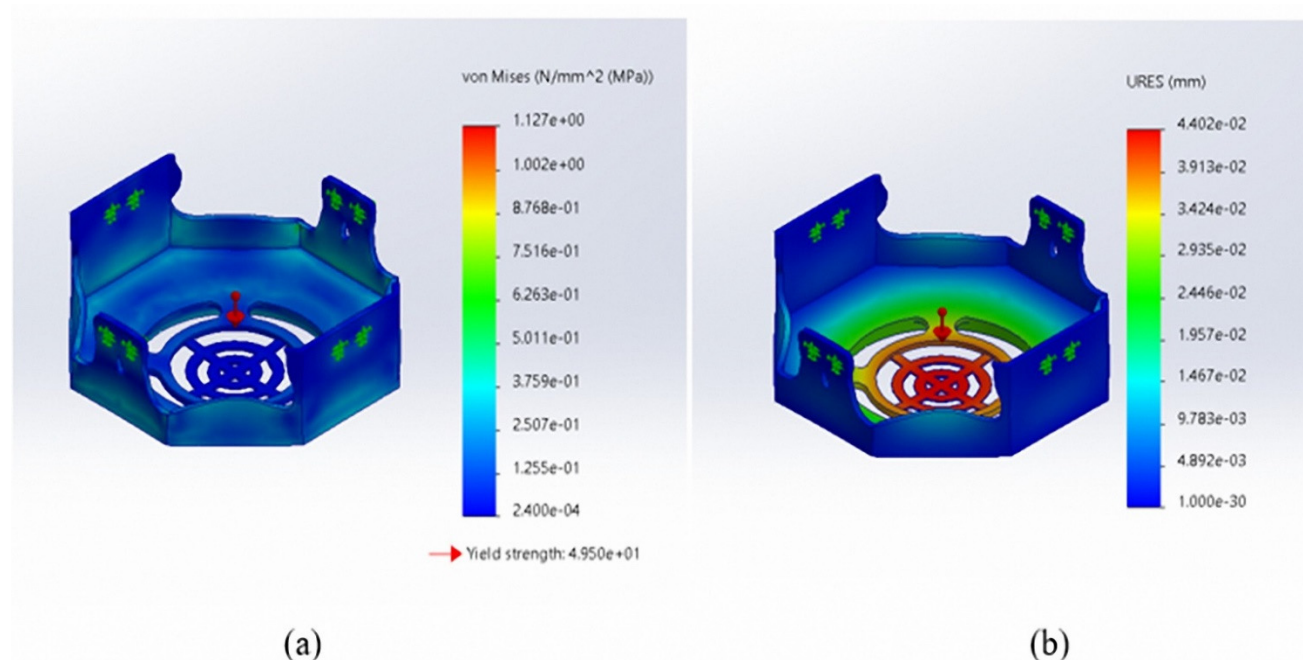 von Mises (N/mm^2 (MPa))
1.127e+00
1.002e+00
8.768e-01
7.516e-01
6.263e-01
5.011e-01
3.759e-01
2.507e-01
1.255e-01
2.400e-04
Yield strength: 4.950e+01
(a)
URES (mm)
4.402e-02
3.913e-02
3.424e-02
2.935e-02
2.446e-02
1.957e-02
1.467e-02
9.783e-03
4.892e-03
1.000e-30
(b)